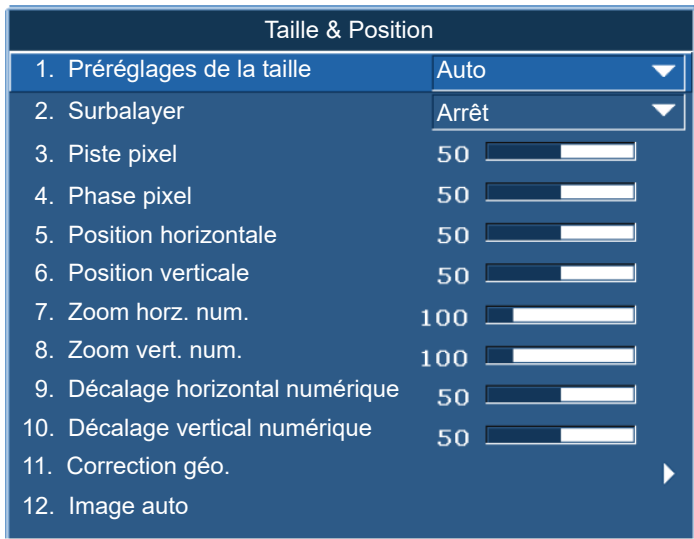 Taille & Position
1. Préréglages de la taille Auto
2. Surbalayer Arrêt
3. Piste pixel 50
4. Phase pixel 50
5. Position horizontale 50
6. Position verticale 50
7. Zoom horz. num. 100
8. Zoom vert. num. 100
9. Décalage horizontal numérique 50
10. Décalage vertical numérique 50
11. Correction géo.
12. Image auto